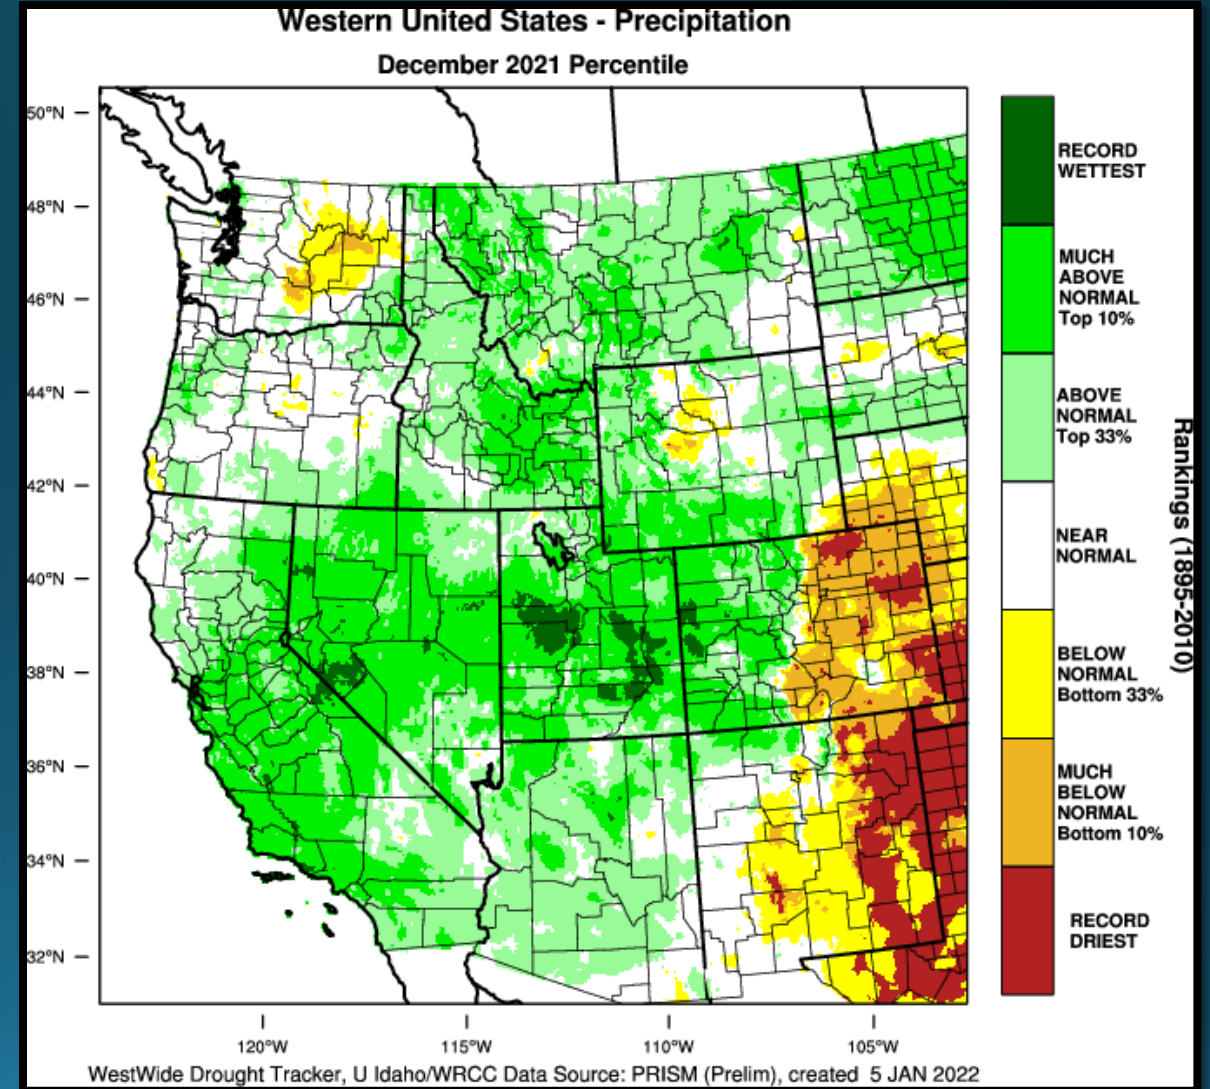 Western United States - Precipitation
December 2021 Percentile
50°N
48°N
46°N
44°N
42°N
40°N
38°N
36°N
34°N
32°N
120°W
115°W
110°W
105°W
RECORD
WETTEST
MUCH
ABOVE
NORMAL
Top 10%
ABOVE
NORMAL
Top 33%
NEAR
NORMAL
BELOW
NORMAL
Bottom 33%
MUCH
BELOW
NORMAL
Bottom 10%
RECORD
DRIEST
Rankings (1895-2010)
WestWide Drought Tracker, U Idaho/WRCC Data Source: PRISM (Prelim), created 5 JAN 2022